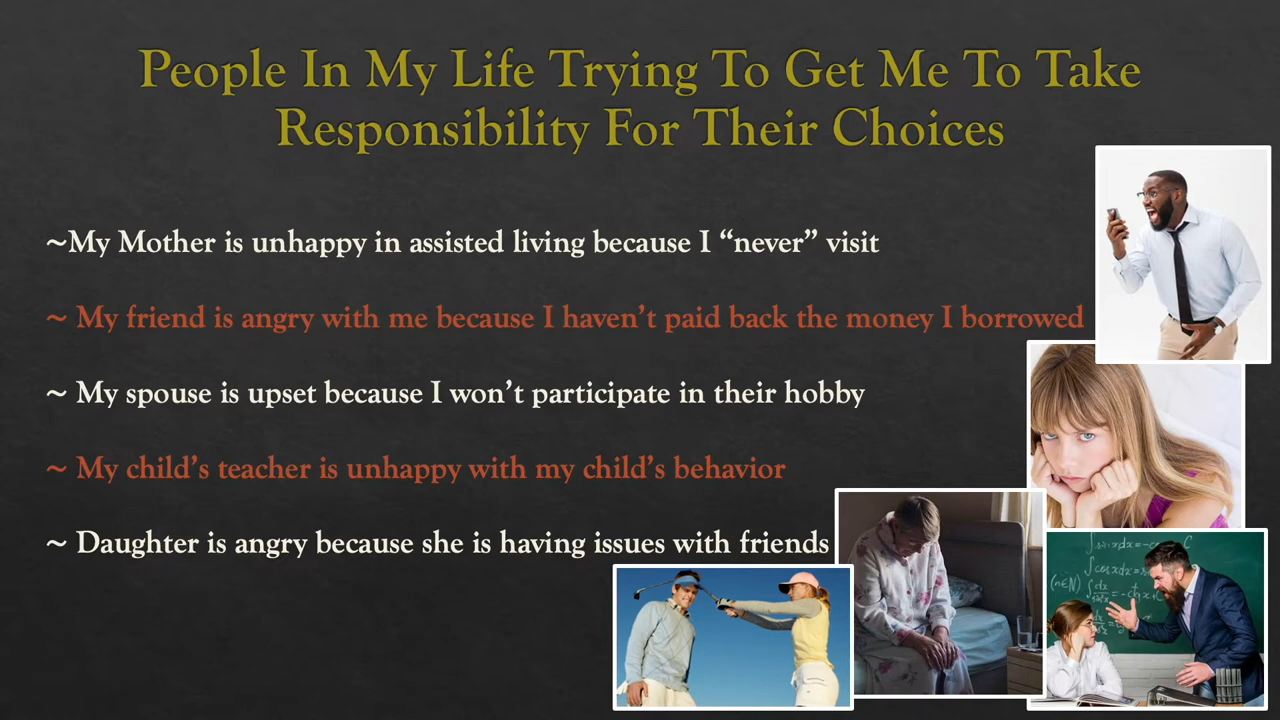 People In My Life Trying To Get Me To Take
Responsibility For Their Choices
~My Mother is unhappy in assisted living because I “never” visit
~ My friend is angry with me because I haven’t paid back the money I borrowed
~ My spouse is upset because I won’t participate in their hobby
~ My child’s teacher is unhappy with my child’s behavior
~ Daughter is angry because she is having issues with friends